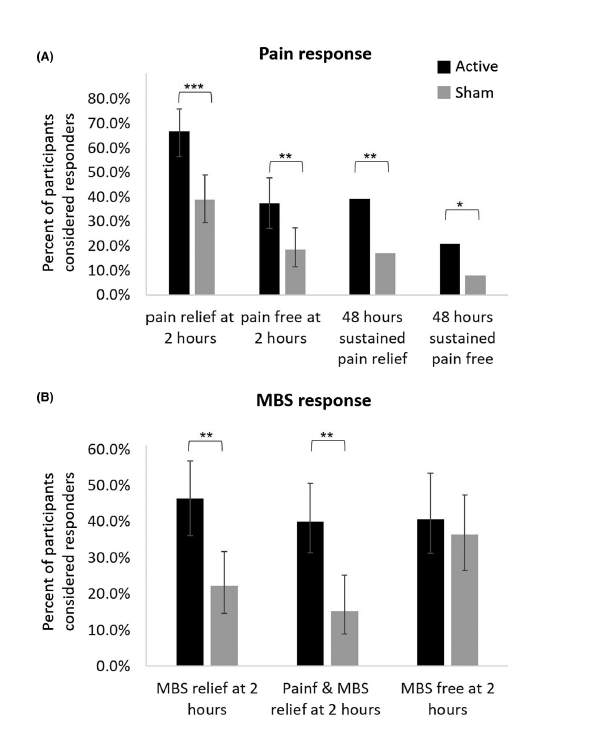 (A)
Pain response
Active
Sham
***
**
**
*
Percent of participants
considered responders
80.0%
70.0%
60.0%
50.0%
40.0%
30.0%
20.0%
10.0%
0.0%
pain relief at
2 hours
pain free at
2 hours
48 hours
sustained
pain relief
48 hours
sustained
pain free
(B)
MBS response
**
**
Percent of participants
considered responders
60.0%
50.0%
40.0%
30.0%
20.0%
10.0%
0.0%
MBS relief at 2
hours
Painf & MBS
relief at 2 hours
MBS free at 2
hours